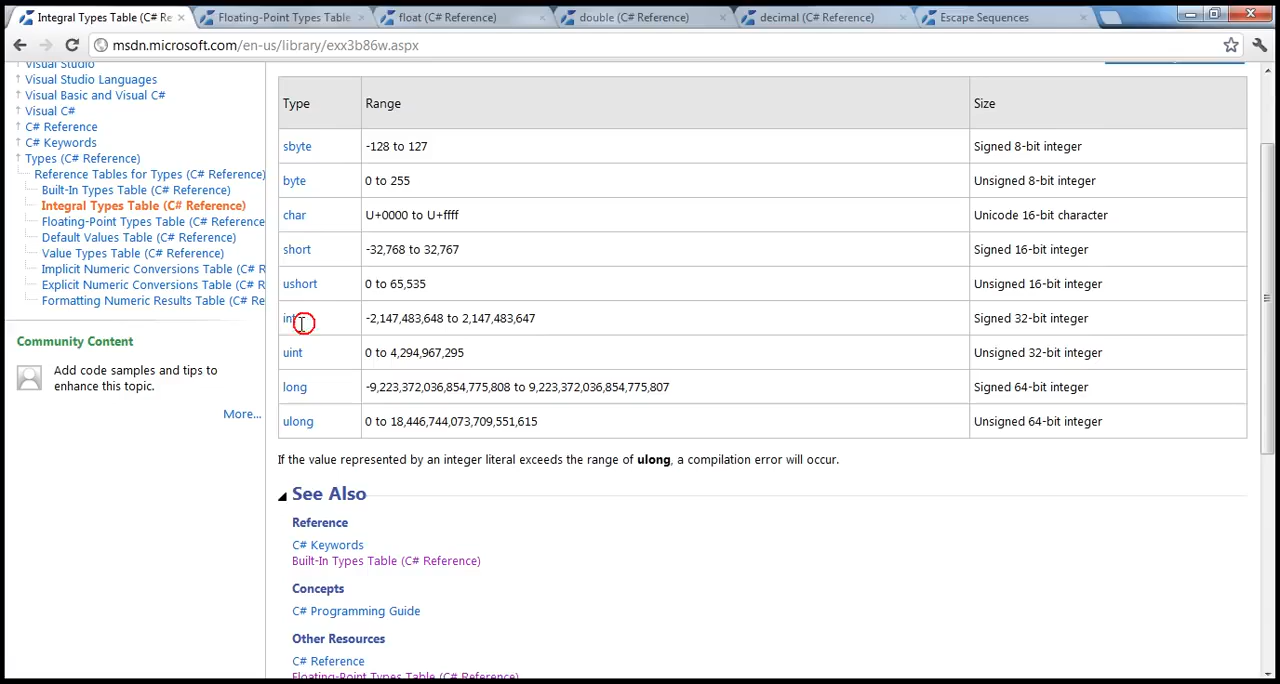 Integral Types Table (C# Re
Floating-Point Types Table
float (C# Reference)
double (C# Reference)
decimal (C# Reference)
Escape Sequences
msdn.microsoft.com/en-us/library/exx3b86w.aspx
Visual Studio
Visual Studio Languages
Visual Basic and Visual C#
Visual C#
C# Reference
C# Keywords
Types (C# Reference)
Reference Tables for Types (C# Reference)
Built-In Types Table (C# Reference)
Integral Types Table (C# Reference)
Floating-Point Types Table (C# Reference
Default Values Table (C# Reference)
Value Types Table (C# Reference)
Implicit Numeric Conversions Table (C# R
Explicit Numeric Conversions Table (C# R
Formatting Numeric Results Table (C# Re
Community Content
Add code samples and tips to
enhance this topic.
More...
Type Range Size
sbyte -128 to 127 Signed 8-bit integer
byte 0 to 255 Unsigned 8-bit integer
char U+0000 to U+ffff Unicode 16-bit character
short -32,768 to 32,767 Signed 16-bit integer
ushort 0 to 65,535 Unsigned 16-bit integer
int -2,147,483,648 to 2,147,483,647 Signed 32-bit integer
uint 0 to 4,294,967,295 Unsigned 32-bit integer
long -9,223,372,036,854,775,808 to 9,223,372,036,854,775,807 Signed 64-bit integer
ulong 0 to 18,446,744,073,709,551,615 Unsigned 64-bit integer
If the value represented by an integer literal exceeds the range of ulong, a compilation error will occur.
See Also
Reference
C# Keywords
Built-In Types Table (C# Reference)
Concepts
C# Programming Guide
Other Resources
C# Reference
Floating-Point Types Table (C# Reference)